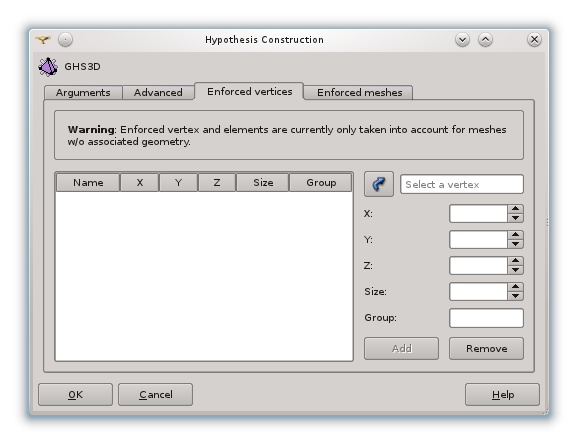 Hypothesis Construction
GHS3D
Arguments Advanced Enforced vertices Enforced meshes
Warning: Enforced vertex and elements are currently only taken into account for meshes
w/o associated geometry.
Name X Y Z Size Group
Select a vertex
X:
Y:
Z:
Size:
Group:
Add Remove
OK Cancel Help